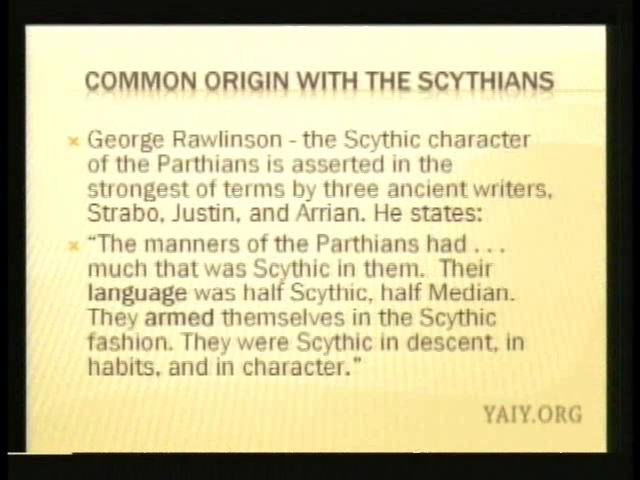 COMMON ORIGIN WITH THE SCYTHIANS
George Rawlinson - the Scythic character
of the Parthians is asserted in the
strongest of terms by three ancient writers,
Strabo, Justin, and Arrian. He states:
“The manners of the Parthians had . . .
much that was Scythic in them. Their
language was half Scythic, half Median.
They armed themselves in the Scythic
fashion. They were Scythic in descent, in
habits, and in character.”
YAIY.ORG